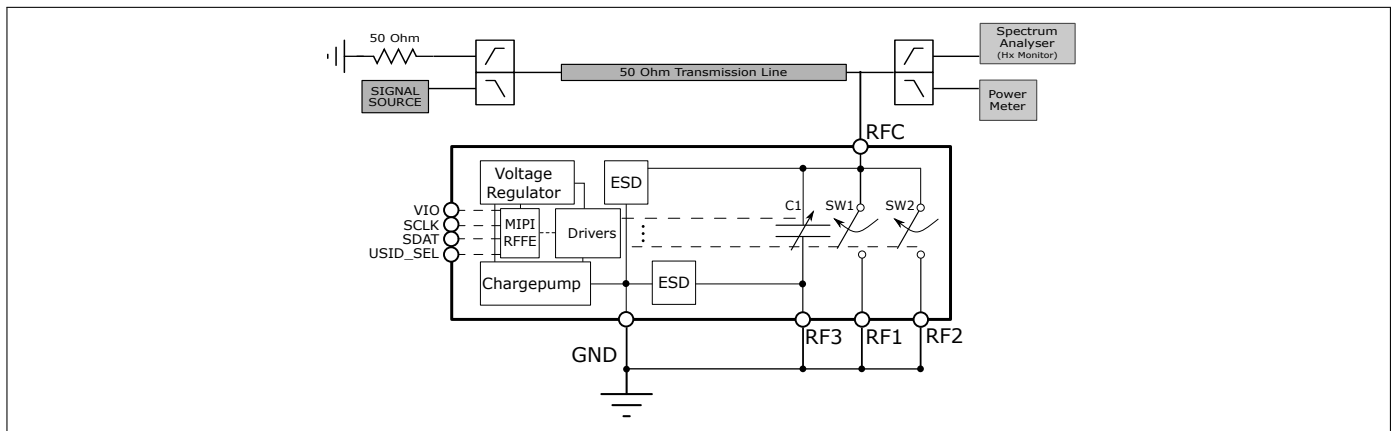 50 Ohm
SIGNAL
SOURCE
50 Ohm Transmission Line
Spectrum
Analyser
(Hx Monitor)
Power
Meter
RFC
Voltage
Regulator
ESD
VIO
SCLK
SDAT
USID_SEL
MIPI
RFFE
Drivers
C1
SW1
SW2
Chargepump
ESD
GND
RF3
RF1
RF2